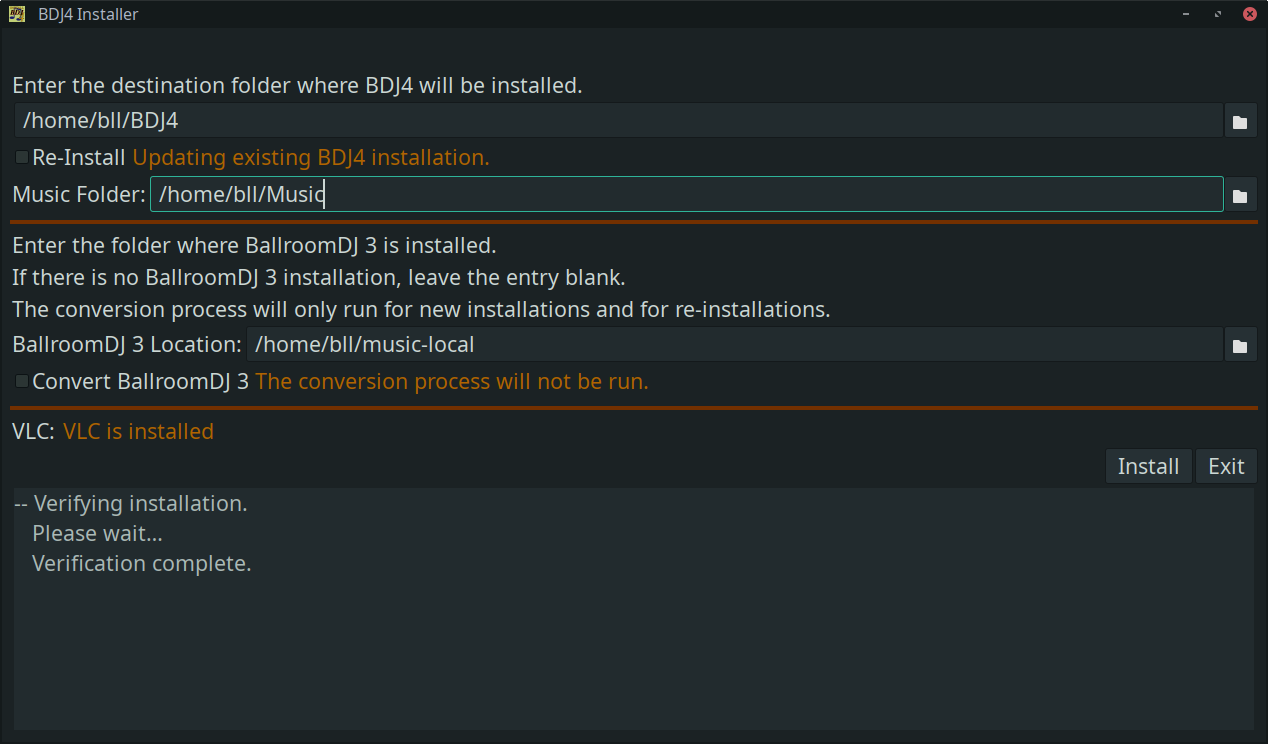 BDJ4 Installer
Enter the destination folder where BDJ4 will be installed.
/home/bll/BDJ4
Re-Install Updating existing BDJ4 installation.
Music Folder: /home/bll/Music
Enter the folder where BallroomDJ 3 is installed.
If there is no BallroomDJ 3 installation, leave the entry blank.
The conversion process will only run for new installations and for re-installations.
BallroomDJ 3 Location: /home/bll/music-local
Convert BallroomDJ 3 The conversion process will not be run.
VLC: VLC is installed
Install Exit
-- Verifying installation.
Please wait...
Verification complete.